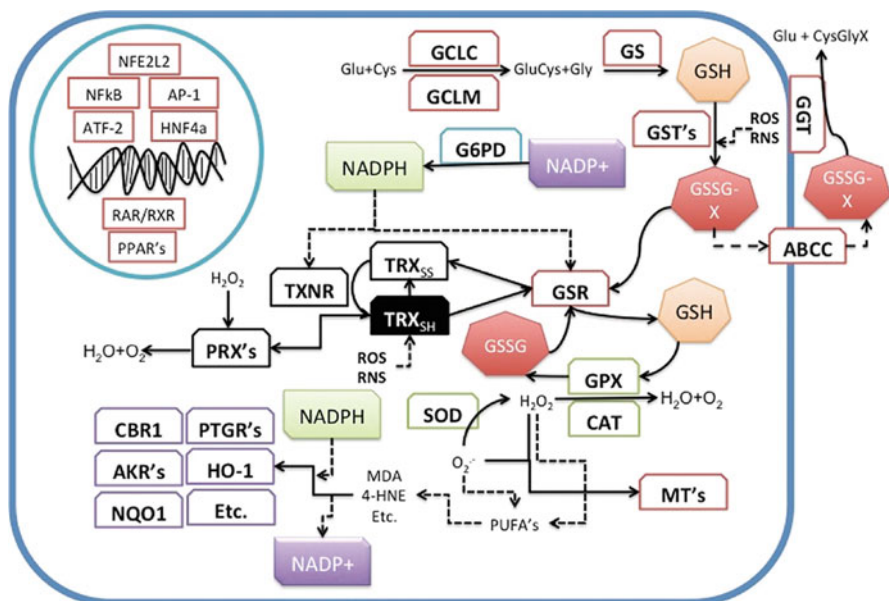 NFE2L2
NFkB
AP-1
ATF-2
HNF4a
RAR/RXR
PPAR's
Glu+Cys
GCLC
GCLM
GluCys+Gly
GS
GSH
GST's
ROS
RNS
GSSG-
X
ABCC
GSSG-
X
GGT
Glu + CysGlyX
NADPH
G6PD
NADP+
TXNR
TRXSS
TRXSH
ROS
RNS
GSR
GSH
GSSG
GPX
CAT
H2O2
PRX's
H2O+O2
SOD
H2O2
H2O+O2
O2·-
PUFA's
MT's
MDA
4-HNE
Etc.
NADPH
NADP+
CBR1
PTGR's
AKR's
HO-1
NQO1
Etc.